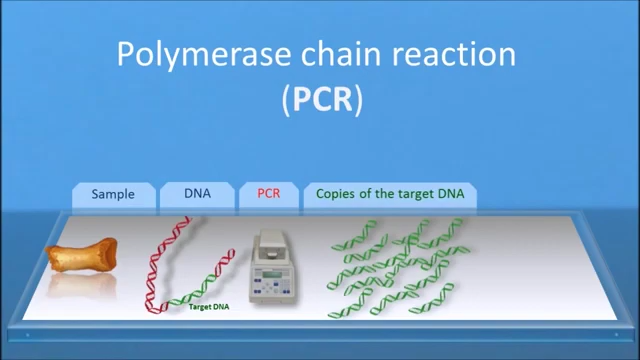 Polymerase chain reaction
(PCR)
Sample
DNA
PCR
Copies of the target DNA
Target DNA